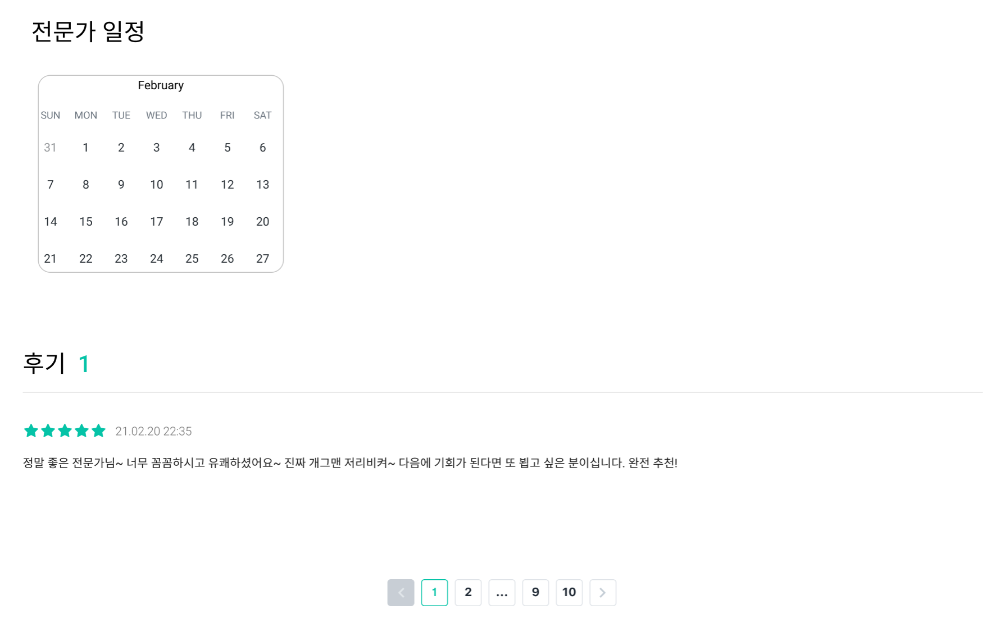 전문가 일정
February
SUN MON TUE WED THU FRI SAT
31 1 2 3 4 5 6
7 8 9 10 11 12 13
14 15 16 17 18 19 20
21 22 23 24 25 26 27
후기 1
21.02.20 22:35
정말 좋은 전문가님~ 너무 꼼꼼하시고 유쾌하셨어요~ 진짜 개그맨 저리비켜~ 다음에 기회가 된다면 또 뵙고 싶은 분이십니다. 완전 추천!
1 2 ... 9 10